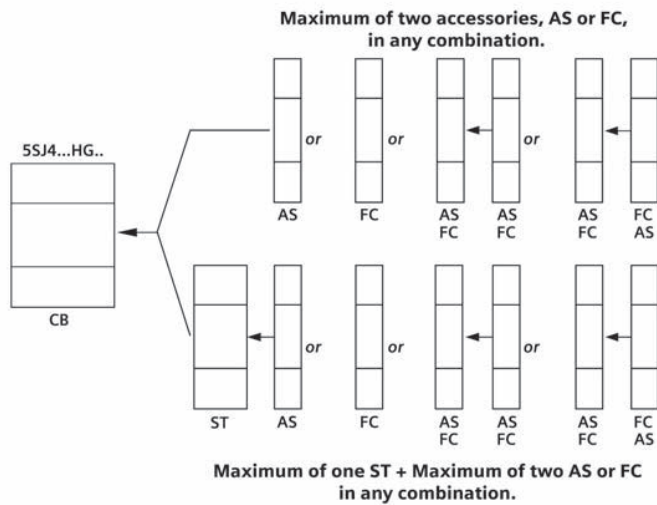 Maximum of two accessories, AS or FC,
in any combination.
5SJ4...HG..
or
or
or
AS
FC
AS
FC
AS
FC
AS
FC
FC
AS
CB
or
or
or
ST
AS
FC
AS
FC
AS
FC
AS
FC
FC
AS
Maximum of one ST + Maximum of two AS or FC
in any combination.